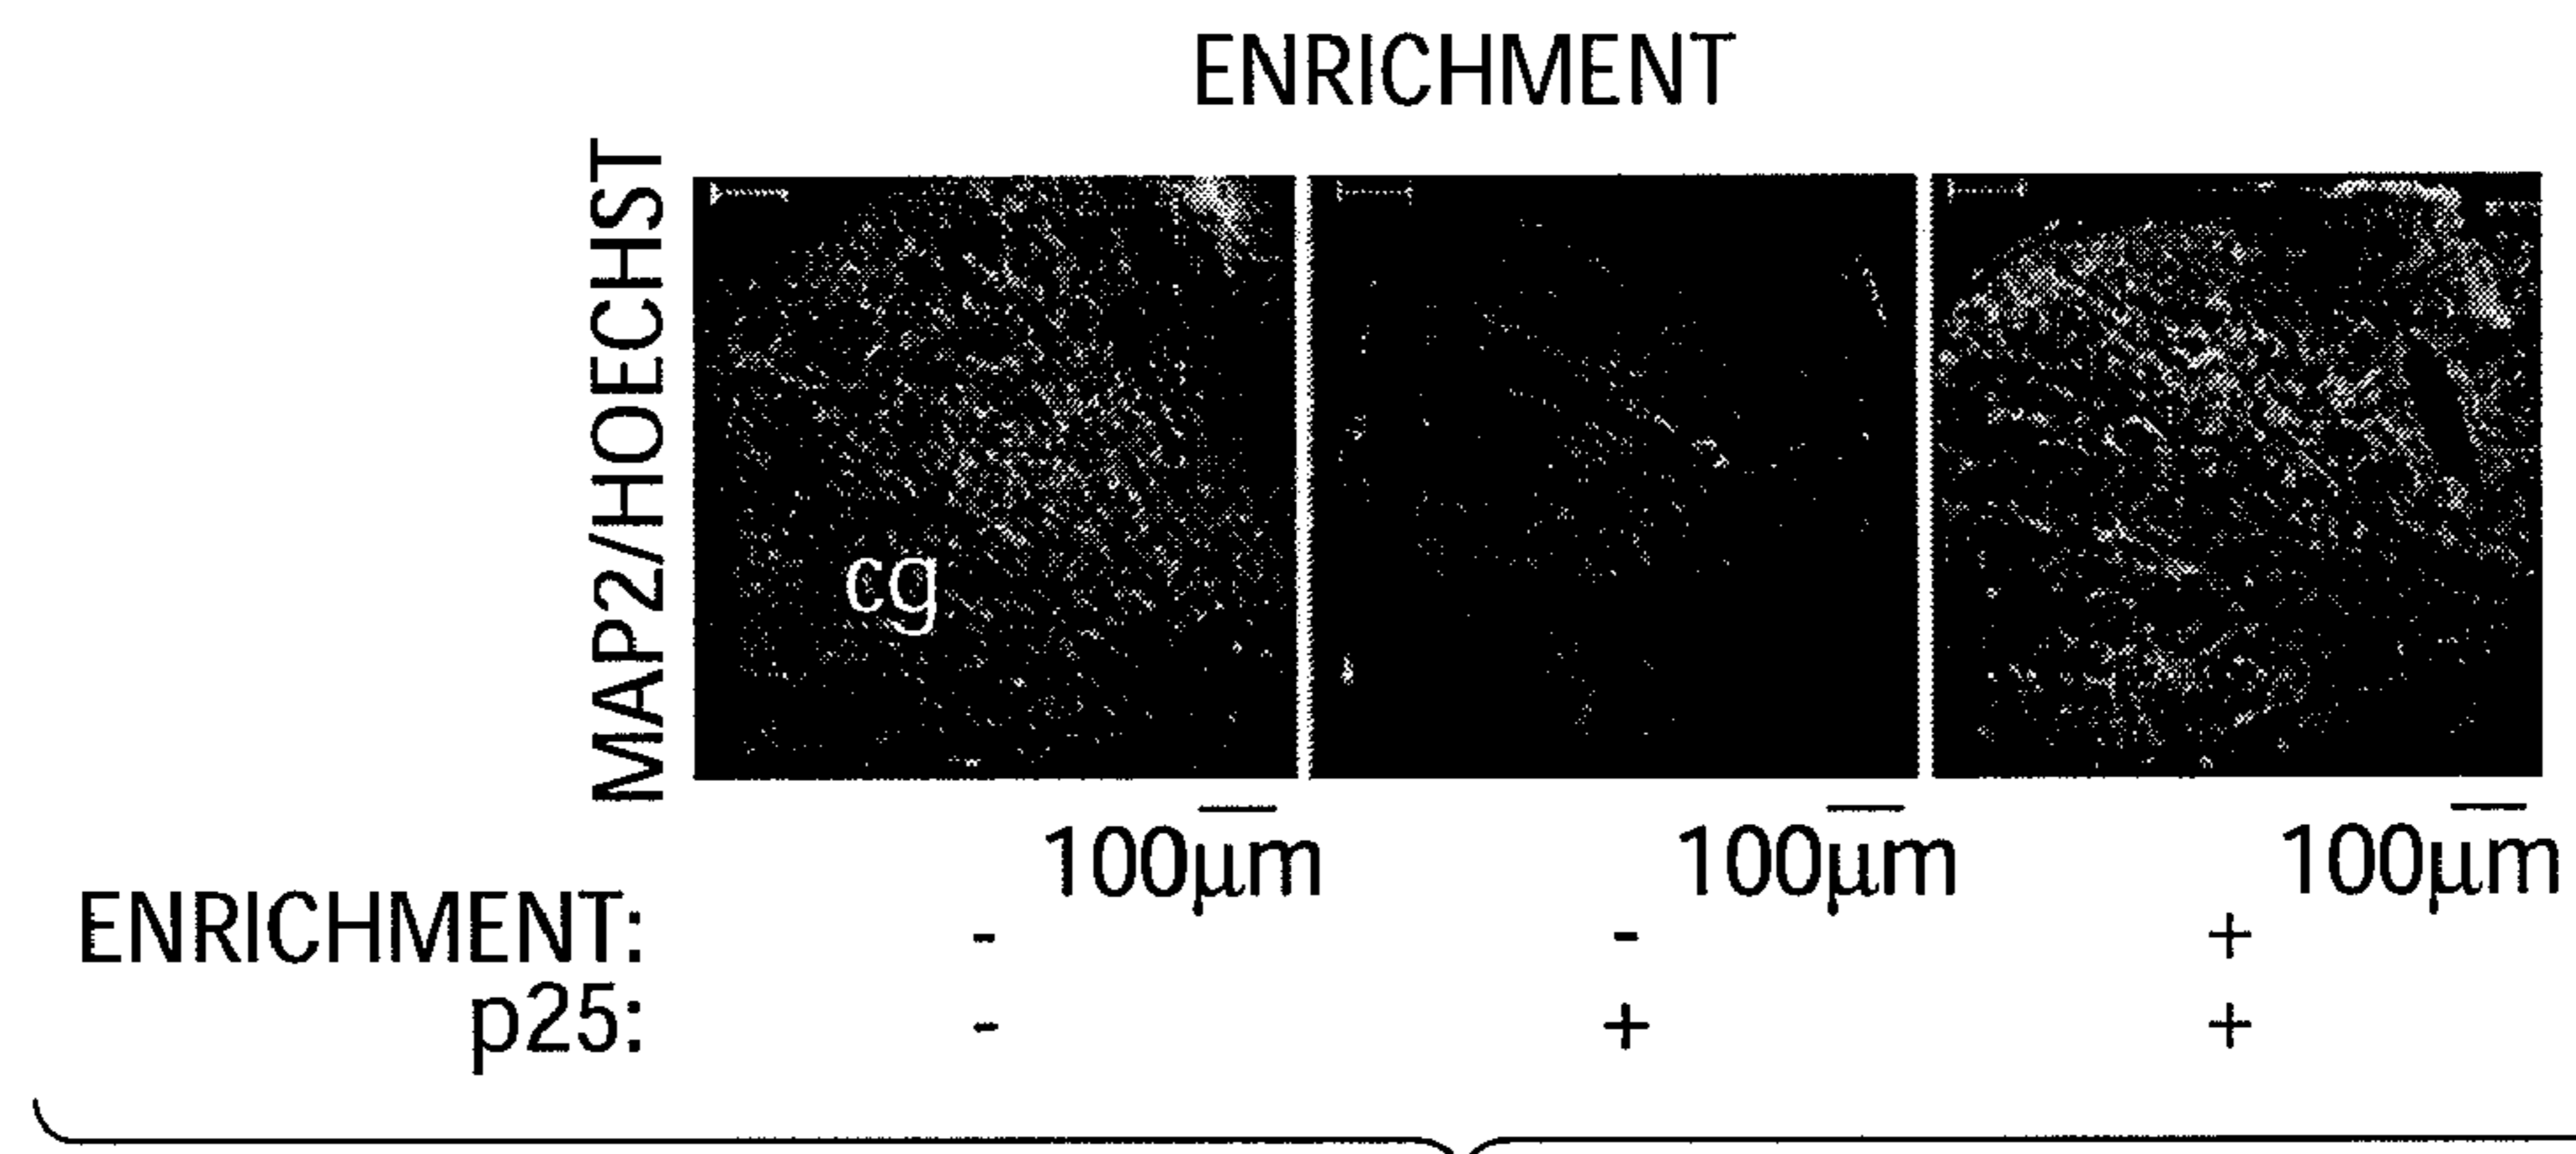 ENRICHMENT
MAP2/HOECHST
cg
100µm 100µm 100µm
ENRICHMENT: - - +
p25: - + +